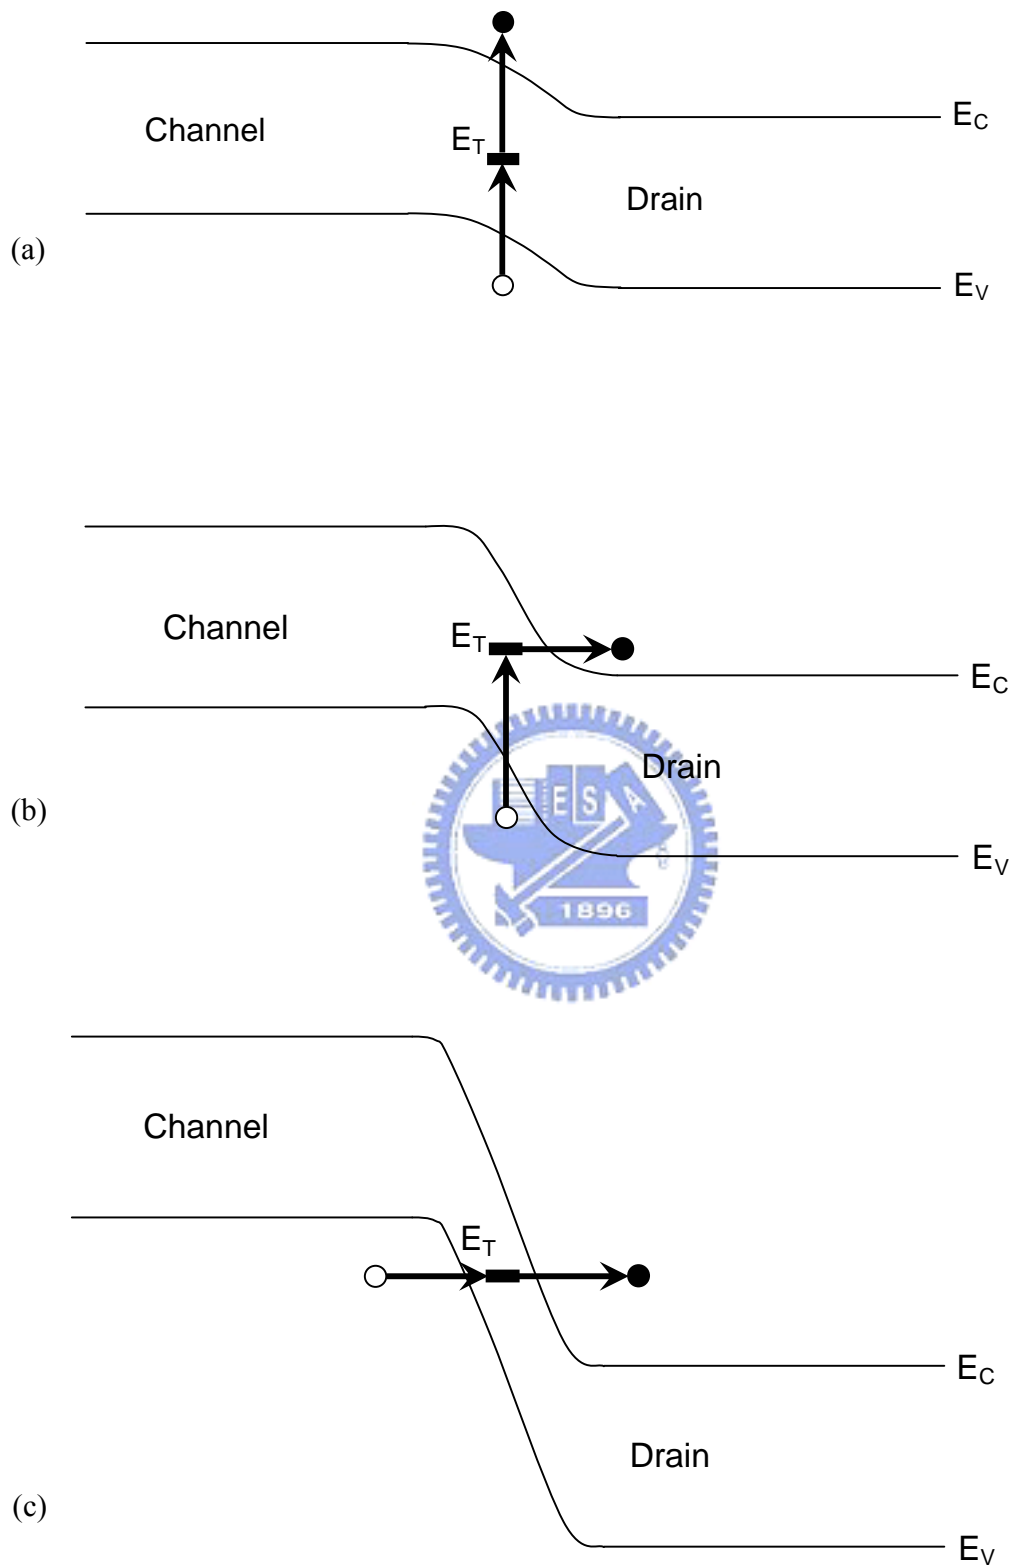 Channel
E_T
E_C
Drain
(a)
E_V
Channel
E_T
E_C
Drain
(b)
E S A
1896
E_V
Channel
E_T
E_C
Drain
(c)
E_V